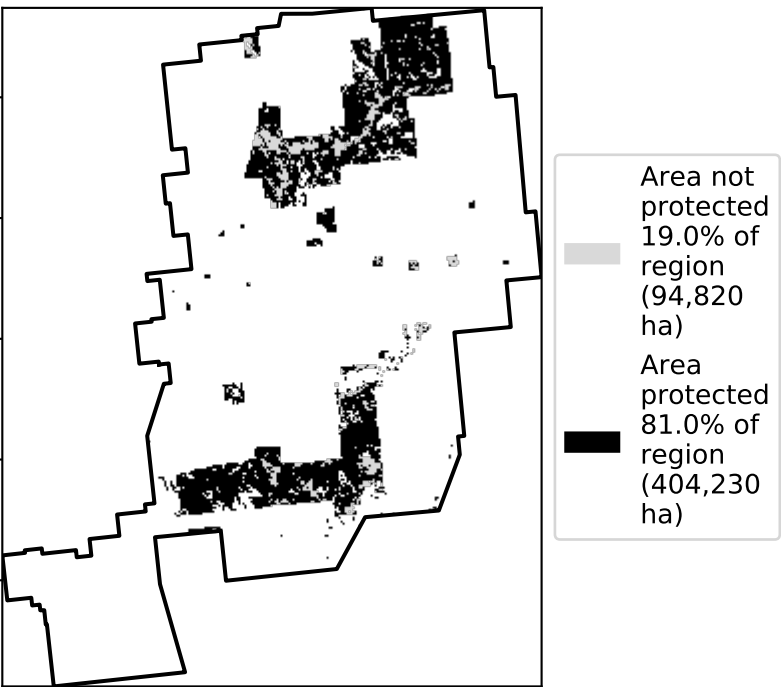 Area not
protected
19.0% of
region
(94,820
ha)
Area
protected
81.0% of
region
(404,230
ha)